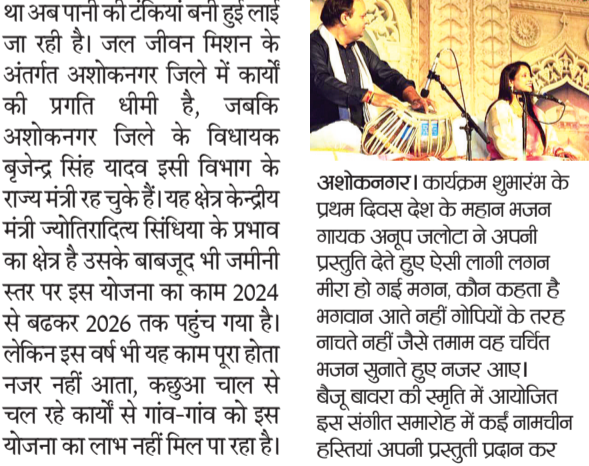 था अब पानी की टंकियां बनी हुई लाई
जा रही है। जल जीवन मिशन के
अंतर्गत अशोकनगर जिले में कार्यो
की प्रगति धीमी है, जबकि
अशोकनगर जिले के विधायक
बृजेन्द्र सिंह यादव इसी विभाग के
राज्य मंत्री रह चुके हैं। यह क्षेत्र केन्द्रीय
मंत्री ज्योतिरादित्य सिंधिया के प्रभाव
का क्षेत्र है उसके बाबजूद भी जमीनी
स्तर पर इस योजना का काम 2024
से बढकर 2026 तक पहुंच गया है।
लेकिन इस वर्ष भी यह काम पूरा होता
नजर नहीं आता, कछुआ चाल से
चल रहे कार्यो से गांव-गांव को इस
योजना का लाभ नहीं मिल पा रहा है।
अशोकनगर। कार्यक्रम शुभारंभ के
प्रथम दिवस देश के महान भजन
गायक अनूप जलोटा ने अपनी
प्रस्तुति देते हुए ऐसी लागी लगन
मीरा हो गई मगन, कौन कहता है
भगवान आते नहीं गोपियों के तरह
नाचते नहीं जैसे तमाम वह चर्चित
भजन सुनाते हुए नजर आए।
बैजू बावरा की स्मृति में आयोजित
इस संगीत समारोह में कईं नामचीन
हस्तियां अपनी प्रस्तुती प्रदान कर